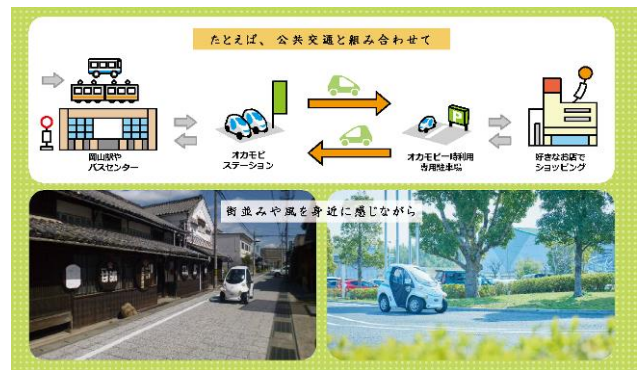 たとえば、公共交通と組み合わせて
岡山駅や
バスセンター
オカモビ
ステーション
P
オカモビ一時利用
専用駐車場
好きなお店で
ショッピング
街並みや風を身近に感じながら